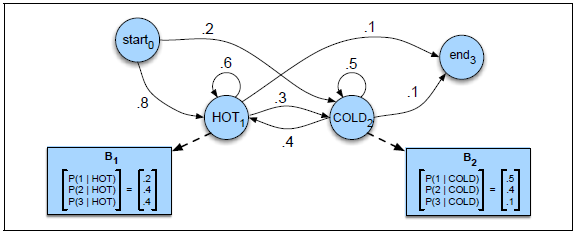 start0
.2
.1
end3
.6
.5
.8
.3
.1
HOT1
COLD2
.4
B1
P(1 | HOT) .2
P(2 | HOT) = .4
P(3 | HOT) .4
B2
P(1 | COLD) .5
P(2 | COLD) = .4
P(3 | COLD) .1